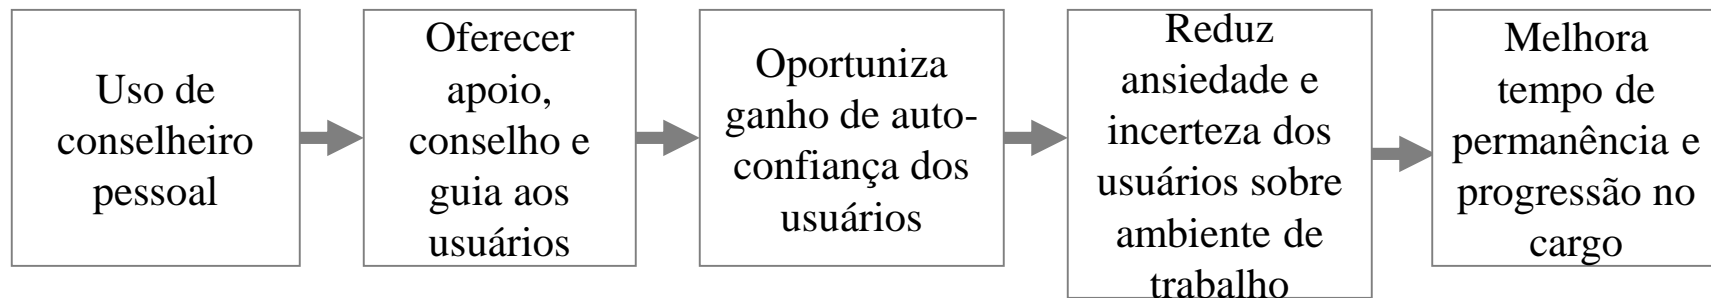 Uso de
conselheiro
pessoal
Oferecer
apoio,
conselho e
guia aos
usuários
Oportuniza
ganho de auto-
confiança dos
usuários
Reduz
ansiedade e
incerteza dos
usuários sobre
ambiente de
trabalho
Melhora
tempo de
permanência e
progressão no
cargo